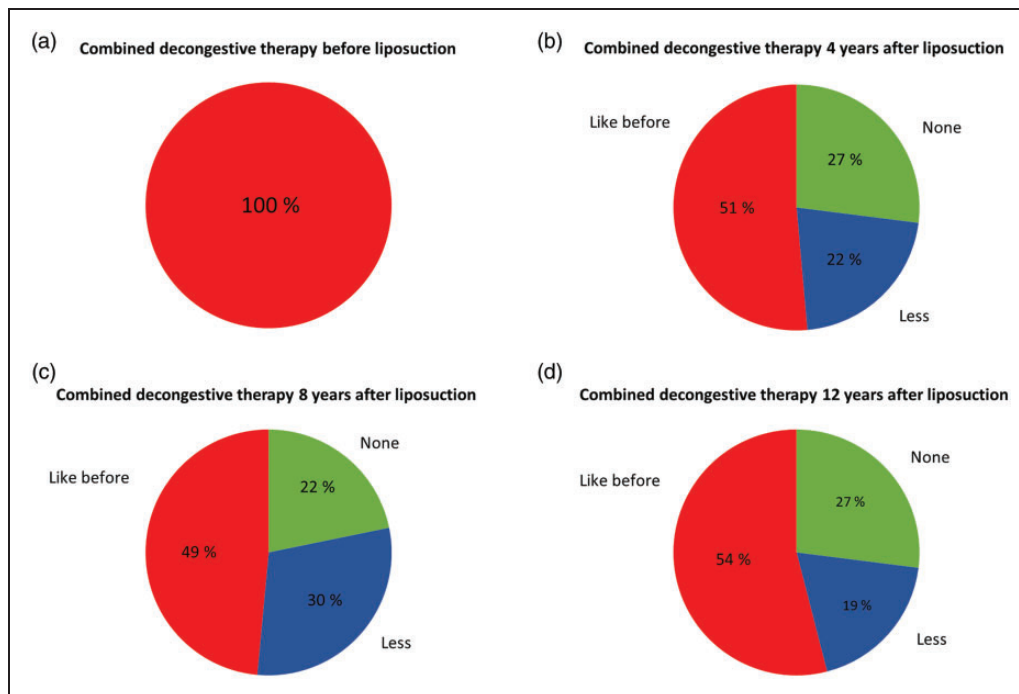 (a)
Combined decongestive therapy before liposuction
100 %
(b)
Combined decongestive therapy 4 years after liposuction
Like before
None
27 %
51 %
22 %
Less
(c)
Combined decongestive therapy 8 years after liposuction
None
Like before
22 %
49 %
30 %
Less
(d)
Combined decongestive therapy 12 years after liposuction
None
Like before
27 %
54 %
19 %
Less